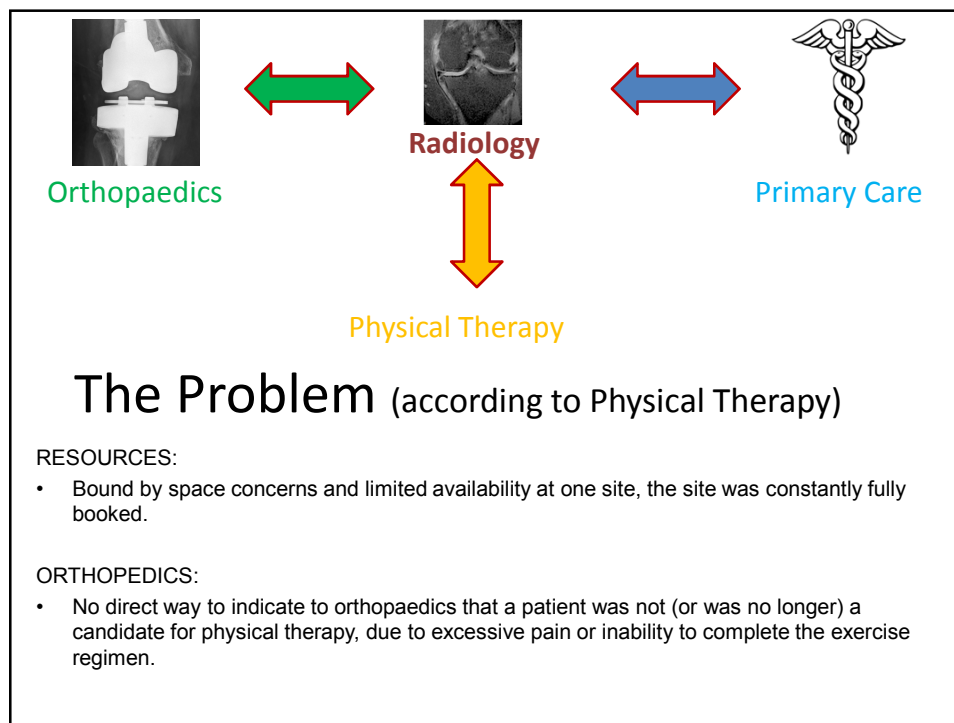 Radiology
Orthopaedics
Primary Care
Physical Therapy
The Problem (according to Physical Therapy)
RESOURCES:
• Bound by space concerns and limited availability at one site, the site was constantly fully
booked.
ORTHOPEDICS:
• No direct way to indicate to orthopaedics that a patient was not (or was no longer) a
candidate for physical therapy, due to excessive pain or inability to complete the exercise
regimen.